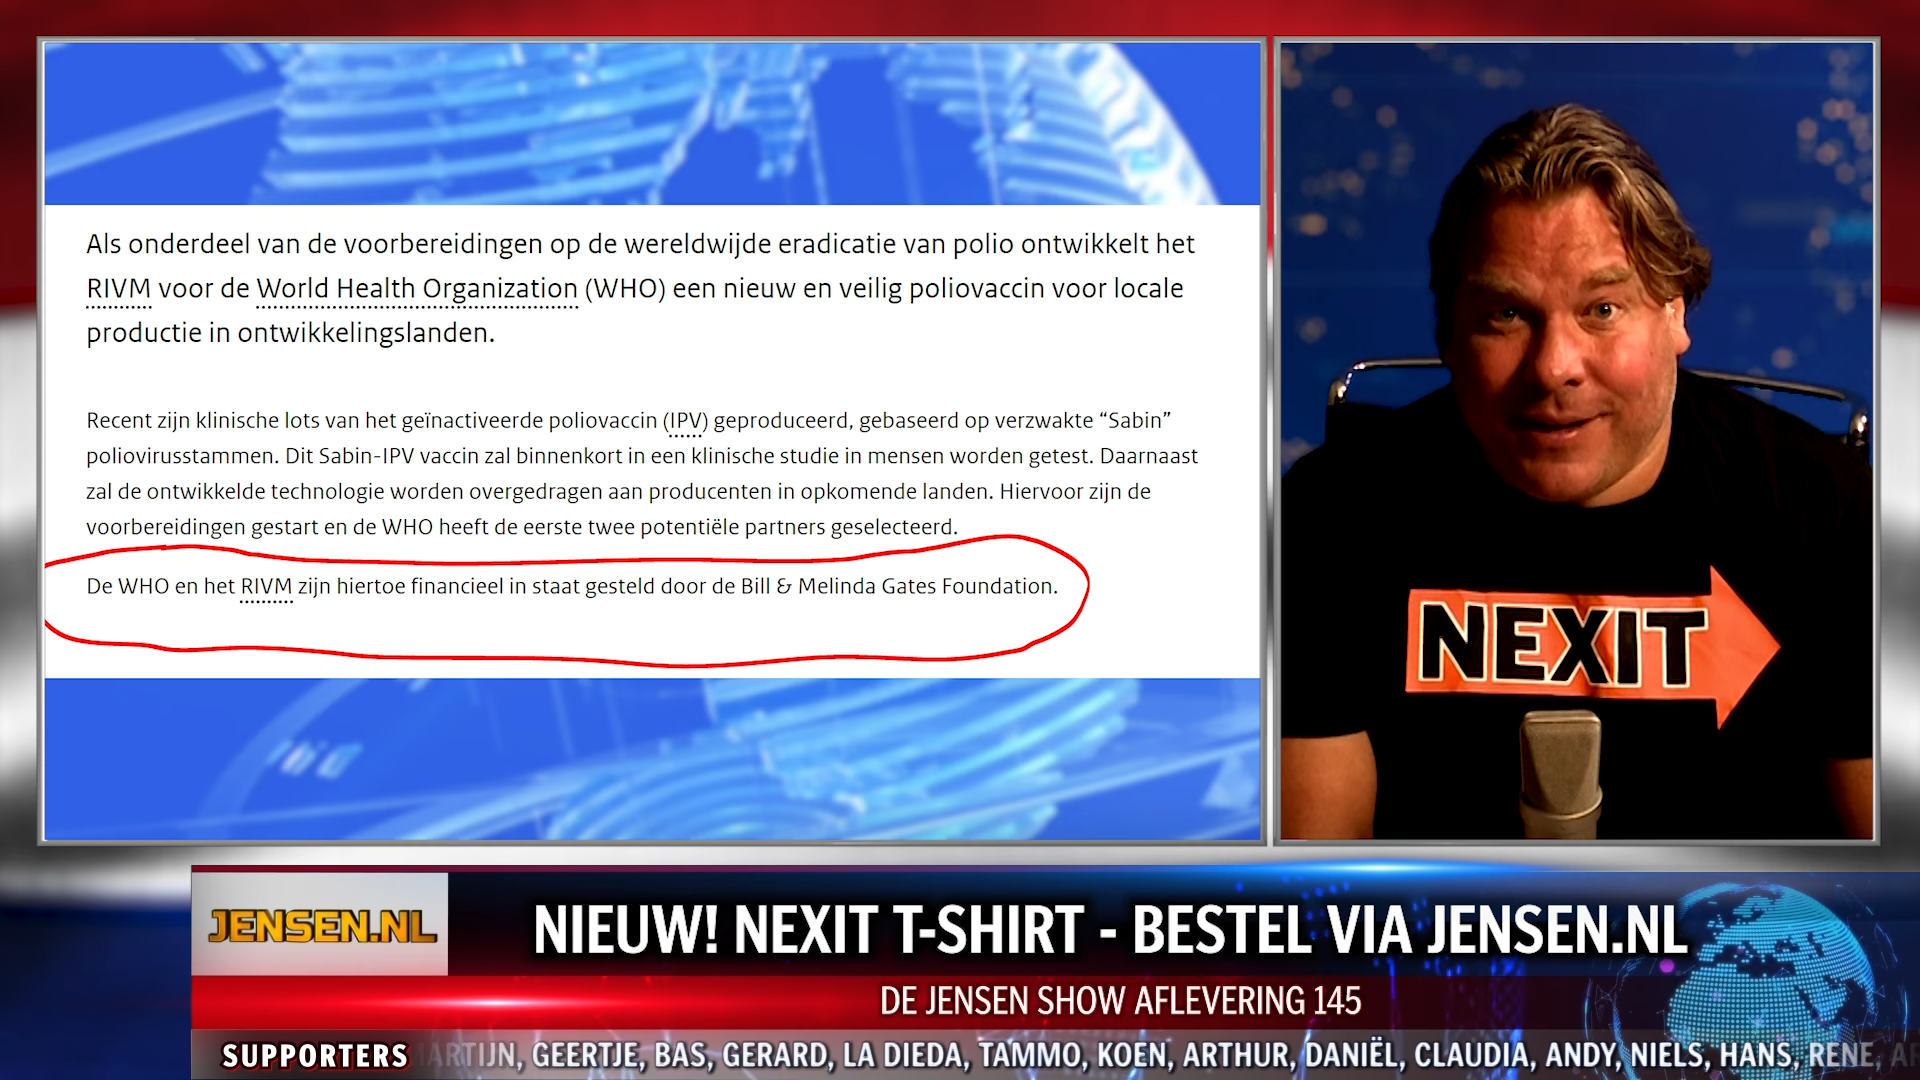 Als onderdeel van de voorbereidingen op de wereldwijde eradicatie van polio ontwikkelt het
RIVM voor de World Health Organization (WHO) een nieuw en veilig poliovaccin voor locale
productie in ontwikkelingslanden.
Recent zijn klinische lots van het geïnactiveerde poliovaccin (IPV) geproduceerd, gebaseerd op verzwakte “Sabin”
poliovirusstammen. Dit Sabin-IPV vaccin zal binnenkort in een klinische studie in mensen worden getest. Daarnaast
zal de ontwikkelde technologie worden overgedragen aan producenten in opkomende landen. Hiervoor zijn de
voorbereidingen gestart en de WHO heeft de eerste twee potentiële partners geselecteerd.
De WHO en het RIVM zijn hiertoe financieel in staat gesteld door de Bill & Melinda Gates Foundation.
NEXIT
JENSEN.NL
NIEUW! NEXIT T-SHIRT - BESTEL VIA JENSEN.NL
DE JENSEN SHOW AFLEVERING 145
SUPPORTERS ARTIJN, GEERTJE, BAS, GERARD, LA DIEDA, TAMMO, KOEN, ARTHUR, DANIËL, CLAUDIA, ANDY, NIELS, HANS, RENE,